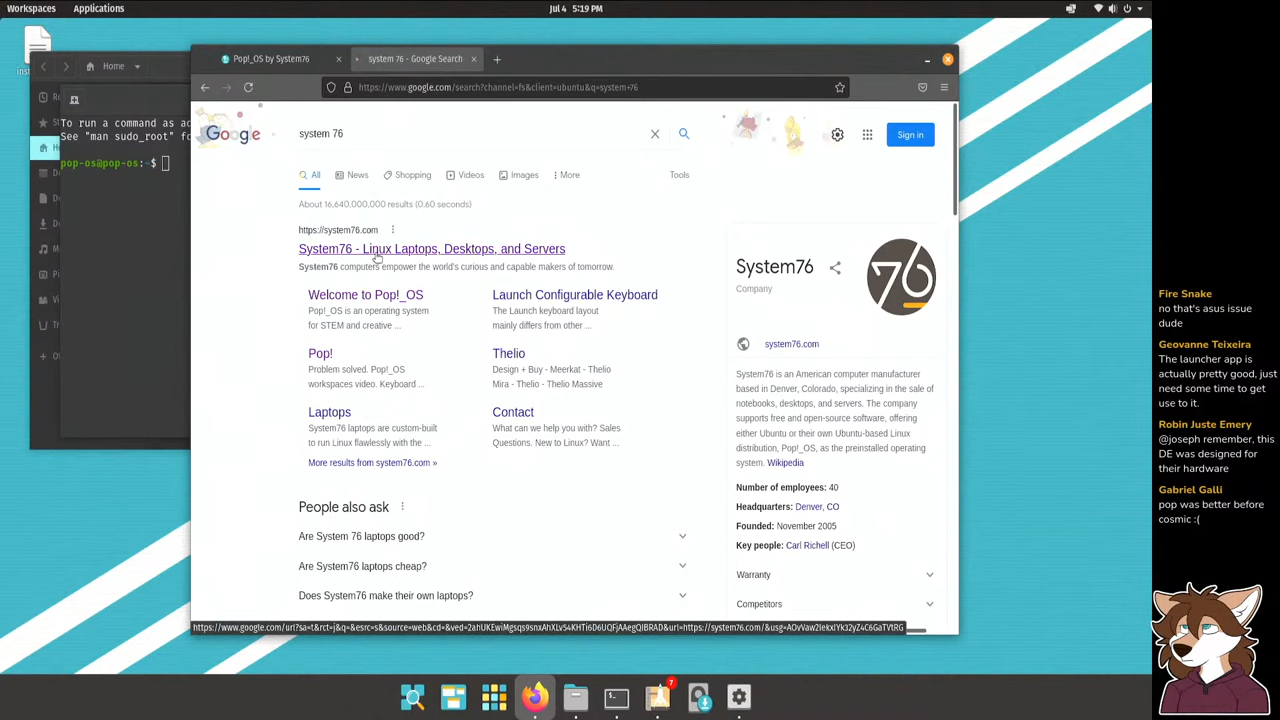 Workspaces
Applications
Jul 4  5:19 PM
Home
To run a command as ad
See "man sudo_root" fo
pop-os@pop-os:~$
Pop!_OS by System76
system 76 - Google Search
https://www.google.com/search?channel=fs&client=ubuntu&q=system+76
Google
system 76
Sign in
All
News
Shopping
Videos
Images
More
Tools
About 16,640,000,000 results (0.60 seconds)
https://system76.com
System76 - Linux Laptops, Desktops, and Servers
System76 computers empower the world's curious and capable makers of tomorrow.
Welcome to Pop!_OS
Pop!_OS is an operating system
for STEM and creative ...
Launch Configurable Keyboard
The Launch keyboard layout
mainly differs from other ...
Pop!
Problem solved. Pop!_OS
workspaces video. Keyboard ...
Thelio
Design + Buy - Meerkat - Thelio
Mira - Thelio - Thelio Massive
Laptops
System76 laptops are custom-built
to run Linux flawlessly with the ...
Contact
What can we help you with? Sales
Questions. New to Linux? Want ...
More results from system76.com »
People also ask
Are System 76 laptops good?
Are System76 laptops cheap?
Does System76 make their own laptops?
System76
Company
76
system76.com
System76 is an American computer manufacturer
based in Denver, Colorado, specializing in the sale of
notebooks, desktops, and servers. The company
supports free and open-source software, offering
either Ubuntu or their own Ubuntu-based Linux
distribution, Pop!_OS, as the preinstalled operating
system. Wikipedia
Number of employees: 40
Headquarters: Denver, CO
Founded: November 2005
Key people: Carl Richell (CEO)
Warranty
Competitors
7
Fire Snake
no that's asus issue
dude
Geovanne Teixeira
The launcher app is
actually pretty good, just
need some time to get
use to it.
Robin Juste Emery
@joseph remember, this
DE was designed for
their hardware
Gabriel Galli
pop was better before
cosmic :(